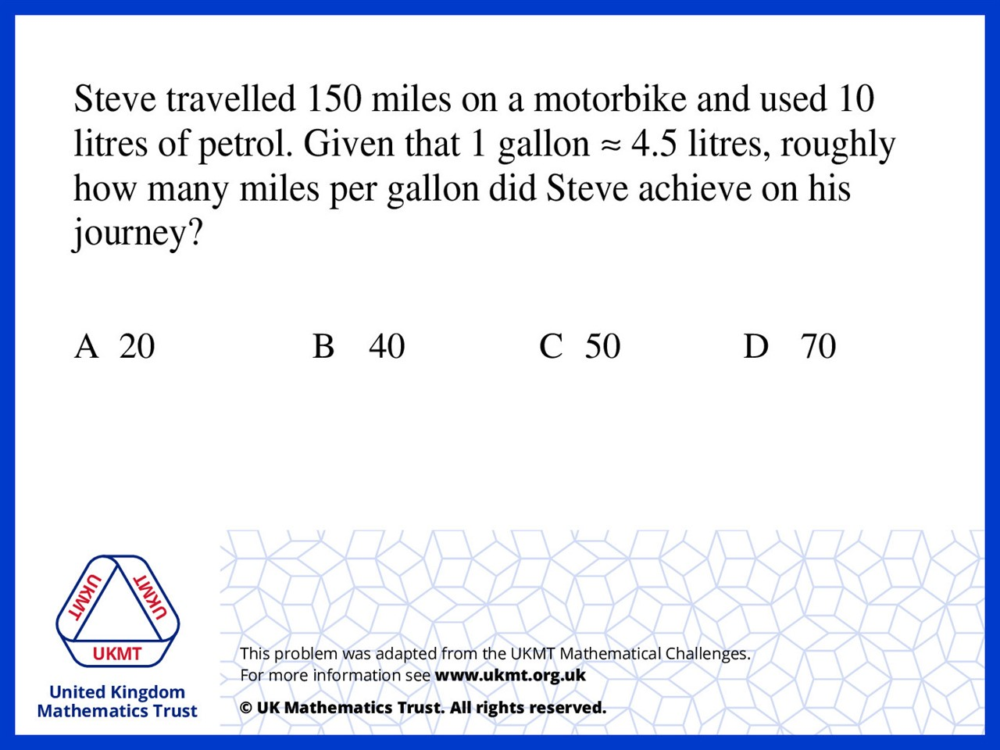 Steve travelled 150 miles on a motorbike and used 10
litres of petrol. Given that 1 gallon ≈ 4.5 litres, roughly
how many miles per gallon did Steve achieve on his
journey?
A 20 B 40 C 50 D 70
UKMT
UKMT
UKMT
United Kingdom
Mathematics Trust
This problem was adapted from the UKMT Mathematical Challenges.
For more information see www.ukmt.org.uk
© UK Mathematics Trust. All rights reserved.